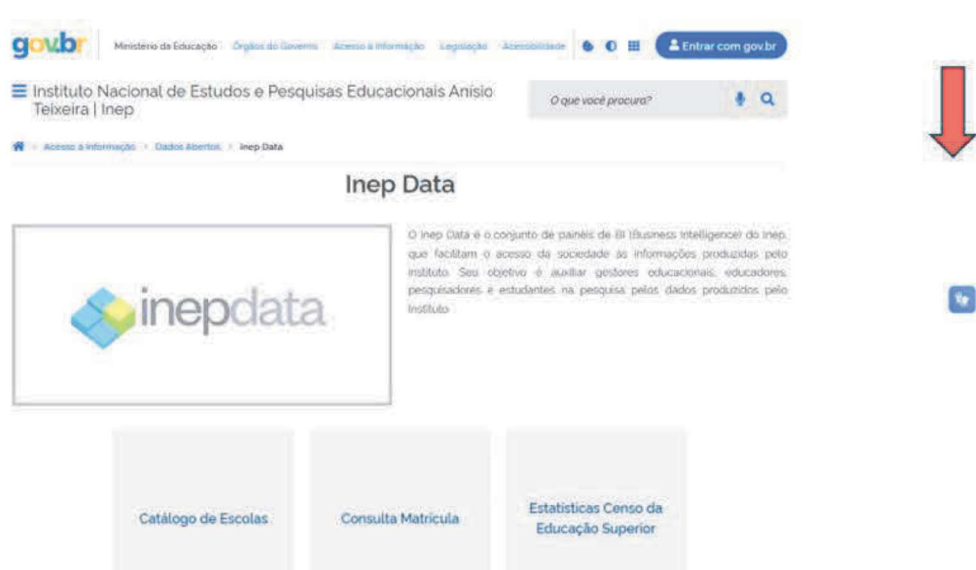 gov.br
Ministério da Educação Órgãos do Governo Acesso à Informação Legislação Acessibilidade Entrar com gov.br
Instituto Nacional de Estudos e Pesquisas Educacionais Anísio
Teixeira | Inep
O que você procura?
Acesso à Informação Dados Abertos Inep Data
Inep Data
O Inep Data é o conjunto de painéis de BI (Business Intelligence) do Inep,
que facilitam o acesso da sociedade às informações produzidas pelo
instituto. Seu objetivo é auxiliar gestores educacionais, educadores,
pesquisadores e estudantes na pesquisa pelos dados produzidos pelo
Instituto
inepdata
Catálogo de Escolas
Consulta Matrícula
Estatísticas Censo da
Educação Superior